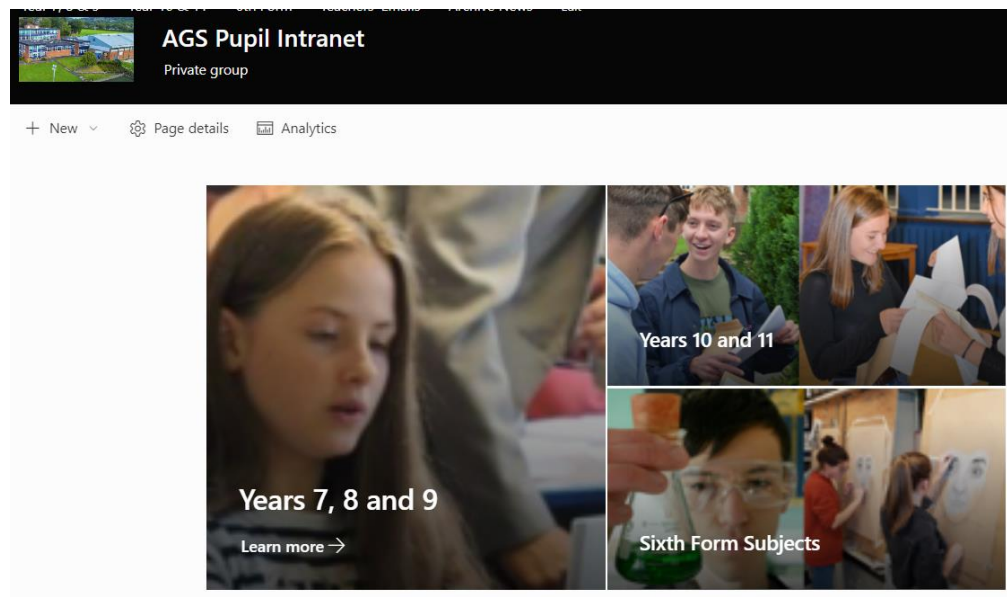 AGS Pupil Intranet
Private group
New
Page details
Analytics
Years 10 and 11
Years 7, 8 and 9
Learn more →
Sixth Form Subjects